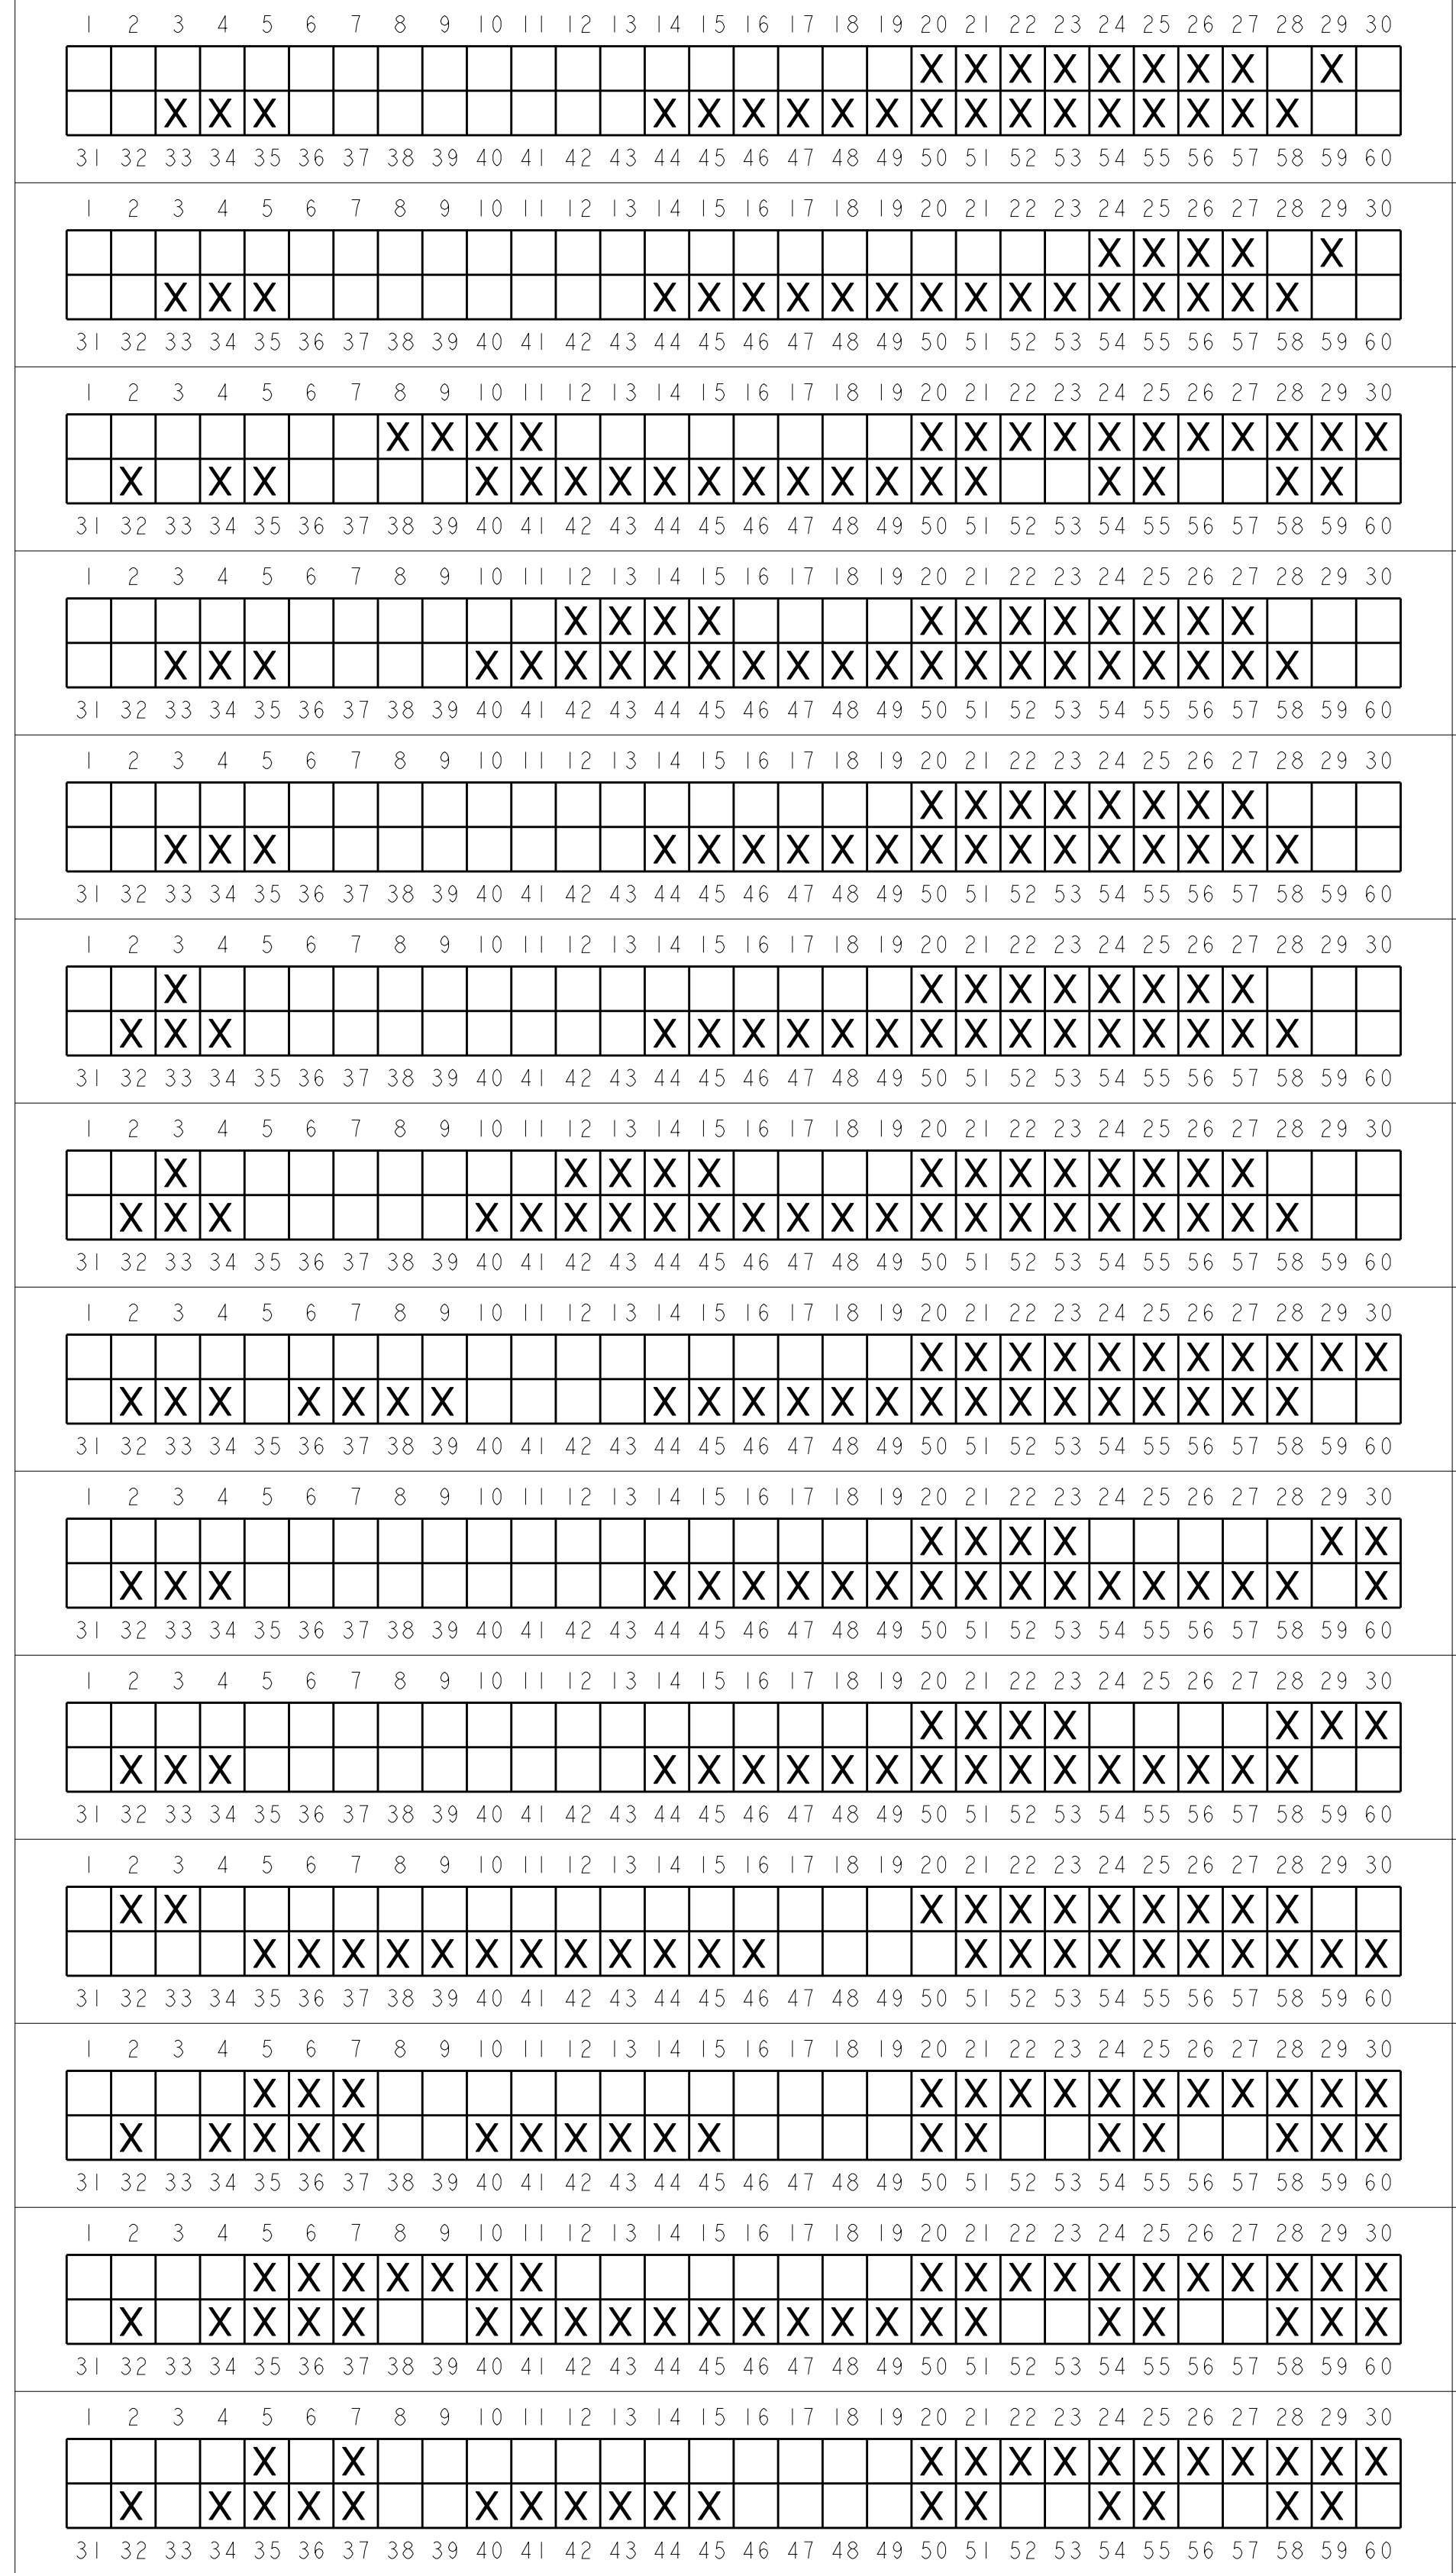 1 2 3 4 5 6 7 8 9 10 11 12 13 14 15 16 17 18 19 20 21 22 23 24 25 26 27 28 29 30
X X X X X X X X X
X X X X X X X X X X X X X X X X X X
31 32 33 34 35 36 37 38 39 40 41 42 43 44 45 46 47 48 49 50 51 52 53 54 55 56 57 58 59 60
1 2 3 4 5 6 7 8 9 10 11 12 13 14 15 16 17 18 19 20 21 22 23 24 25 26 27 28 29 30
X X X X X
X X X X X X X X X X X X X X X X X X
31 32 33 34 35 36 37 38 39 40 41 42 43 44 45 46 47 48 49 50 51 52 53 54 55 56 57 58 59 60
1 2 3 4 5 6 7 8 9 10 11 12 13 14 15 16 17 18 19 20 21 22 23 24 25 26 27 28 29 30
X X X X X X X X X X X X X X X
X X X X X X X X X X X X X X X X X X X
31 32 33 34 35 36 37 38 39 40 41 42 43 44 45 46 47 48 49 50 51 52 53 54 55 56 57 58 59 60
1 2 3 4 5 6 7 8 9 10 11 12 13 14 15 16 17 18 19 20 21 22 23 24 25 26 27 28 29 30
X X X X X X X X X X X X
X X X X X X X X X X X X X X X X X X X X X X
31 32 33 34 35 36 37 38 39 40 41 42 43 44 45 46 47 48 49 50 51 52 53 54 55 56 57 58 59 60
1 2 3 4 5 6 7 8 9 10 11 12 13 14 15 16 17 18 19 20 21 22 23 24 25 26 27 28 29 30
X X X X X X X X
X X X X X X X X X X X X X X X X X X
31 32 33 34 35 36 37 38 39 40 41 42 43 44 45 46 47 48 49 50 51 52 53 54 55 56 57 58 59 60
1 2 3 4 5 6 7 8 9 10 11 12 13 14 15 16 17 18 19 20 21 22 23 24 25 26 27 28 29 30
X X X X X X X X X
X X X X X X X X X X X X X X X X X X
31 32 33 34 35 36 37 38 39 40 41 42 43 44 45 46 47 48 49 50 51 52 53 54 55 56 57 58 59 60
1 2 3 4 5 6 7 8 9 10 11 12 13 14 15 16 17 18 19 20 21 22 23 24 25 26 27 28 29 30
X X X X X X X X X X X X X
X X X X X X X X X X X X X X X X X X X X X X
31 32 33 34 35 36 37 38 39 40 41 42 43 44 45 46 47 48 49 50 51 52 53 54 55 56 57 58 59 60
1 2 3 4 5 6 7 8 9 10 11 12 13 14 15 16 17 18 19 20 21 22 23 24 25 26 27 28 29 30
X X X X X X X X X X X
X X X X X X X X X X X X X X X X X X X X X X
31 32 33 34 35 36 37 38 39 40 41 42 43 44 45 46 47 48 49 50 51 52 53 54 55 56 57 58 59 60
1 2 3 4 5 6 7 8 9 10 11 12 13 14 15 16 17 18 19 20 21 22 23 24 25 26 27 28 29 30
X X X X X X
X X X X X X X X X X X X X X X X X X X
31 32 33 34 35 36 37 38 39 40 41 42 43 44 45 46 47 48 49 50 51 52 53 54 55 56 57 58 59 60
1 2 3 4 5 6 7 8 9 10 11 12 13 14 15 16 17 18 19 20 21 22 23 24 25 26 27 28 29 30
X X X X X X X
X X X X X X X X X X X X X X X X X X
31 32 33 34 35 36 37 38 39 40 41 42 43 44 45 46 47 48 49 50 51 52 53 54 55 56 57 58 59 60
1 2 3 4 5 6 7 8 9 10 11 12 13 14 15 16 17 18 19 20 21 22 23 24 25 26 27 28 29 30
X X X X X X X X X X X
X X X X X X X X X X X X X X X X X X X X X X
31 32 33 34 35 36 37 38 39 40 41 42 43 44 45 46 47 48 49 50 51 52 53 54 55 56 57 58 59 60
1 2 3 4 5 6 7 8 9 10 11 12 13 14 15 16 17 18 19 20 21 22 23 24 25 26 27 28 29 30
X X X X X X X X X X X X X X
X X X X X X X X X X X X X X X X X X
31 32 33 34 35 36 37 38 39 40 41 42 43 44 45 46 47 48 49 50 51 52 53 54 55 56 57 58 59 60
1 2 3 4 5 6 7 8 9 10 11 12 13 14 15 16 17 18 19 20 21 22 23 24 25 26 27 28 29 30
X X X X X X X X X X X X X X X X X X
X X X X X X X X X X X X X X X X X X X X X X
31 32 33 34 35 36 37 38 39 40 41 42 43 44 45 46 47 48 49 50 51 52 53 54 55 56 57 58 59 60
1 2 3 4 5 6 7 8 9 10 11 12 13 14 15 16 17 18 19 20 21 22 23 24 25 26 27 28 29 30
X X X X X X X X X X X X X
X X X X X X X X X X X X X X X X X
31 32 33 34 35 36 37 38 39 40 41 42 43 44 45 46 47 48 49 50 51 52 53 54 55 56 57 58 59 60